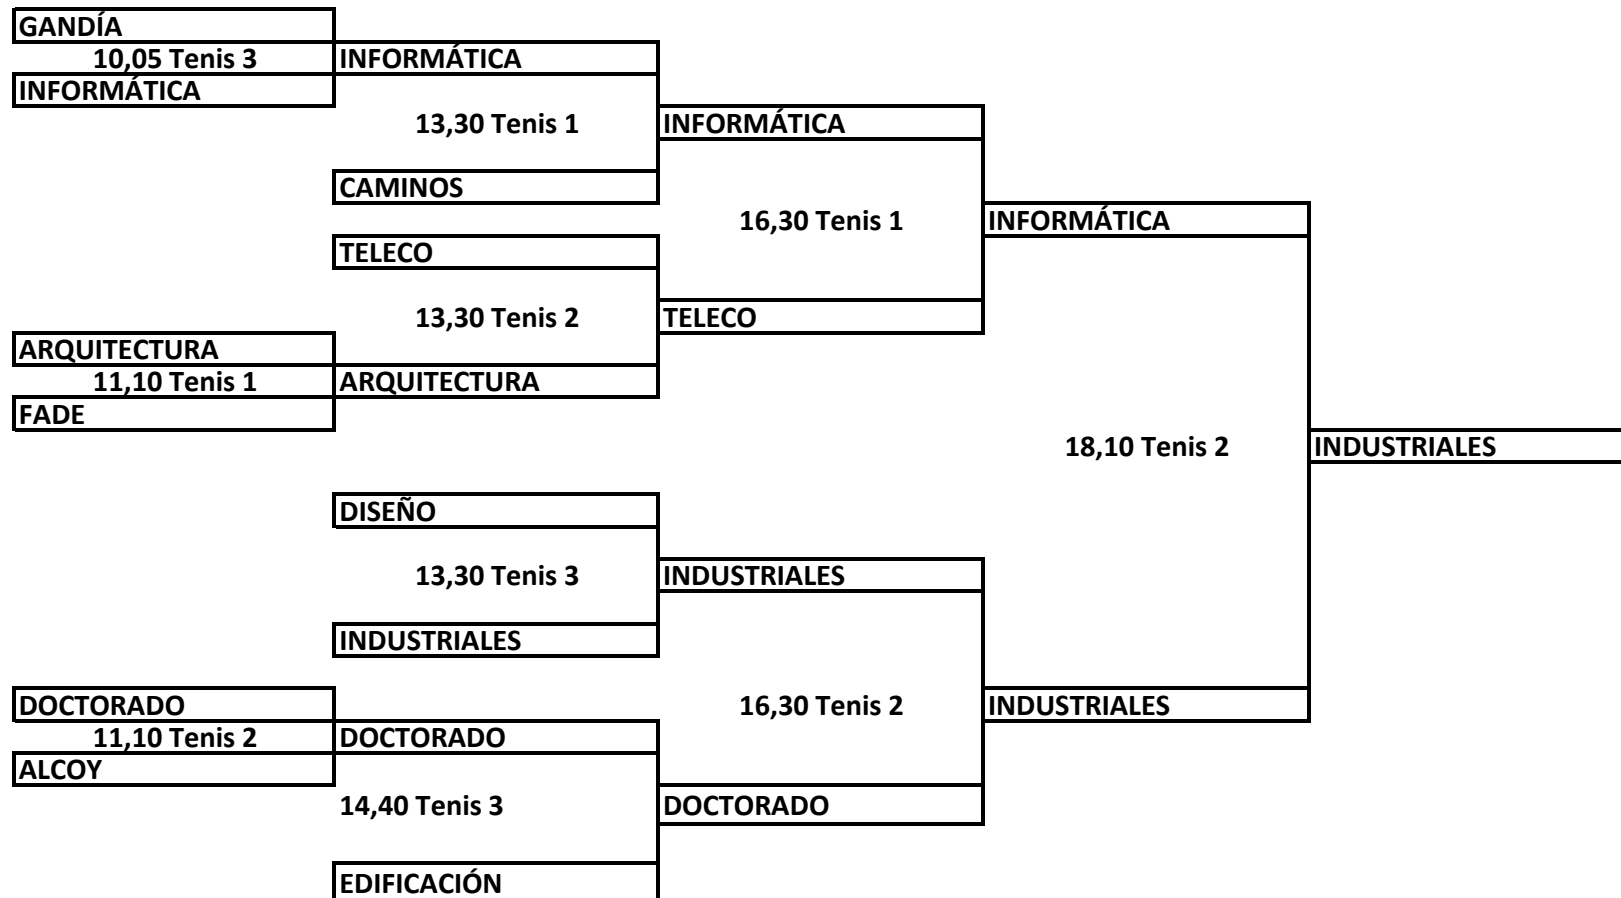 GANDÍA
10,05 Tenis 3
INFORMÁTICA
INFORMÁTICA
13,30 Tenis 1
INFORMÁTICA
CAMINOS
16,30 Tenis 1
INFORMÁTICA
TELECO
13,30 Tenis 2
TELECO
ARQUITECTURA
11,10 Tenis 1
ARQUITECTURA
FADE
18,10 Tenis 2
INDUSTRIALES
DISEÑO
13,30 Tenis 3
INDUSTRIALES
INDUSTRIALES
DOCTORADO
16,30 Tenis 2
INDUSTRIALES
11,10 Tenis 2
DOCTORADO
ALCOY
14,40 Tenis 3
DOCTORADO
EDIFICACIÓN